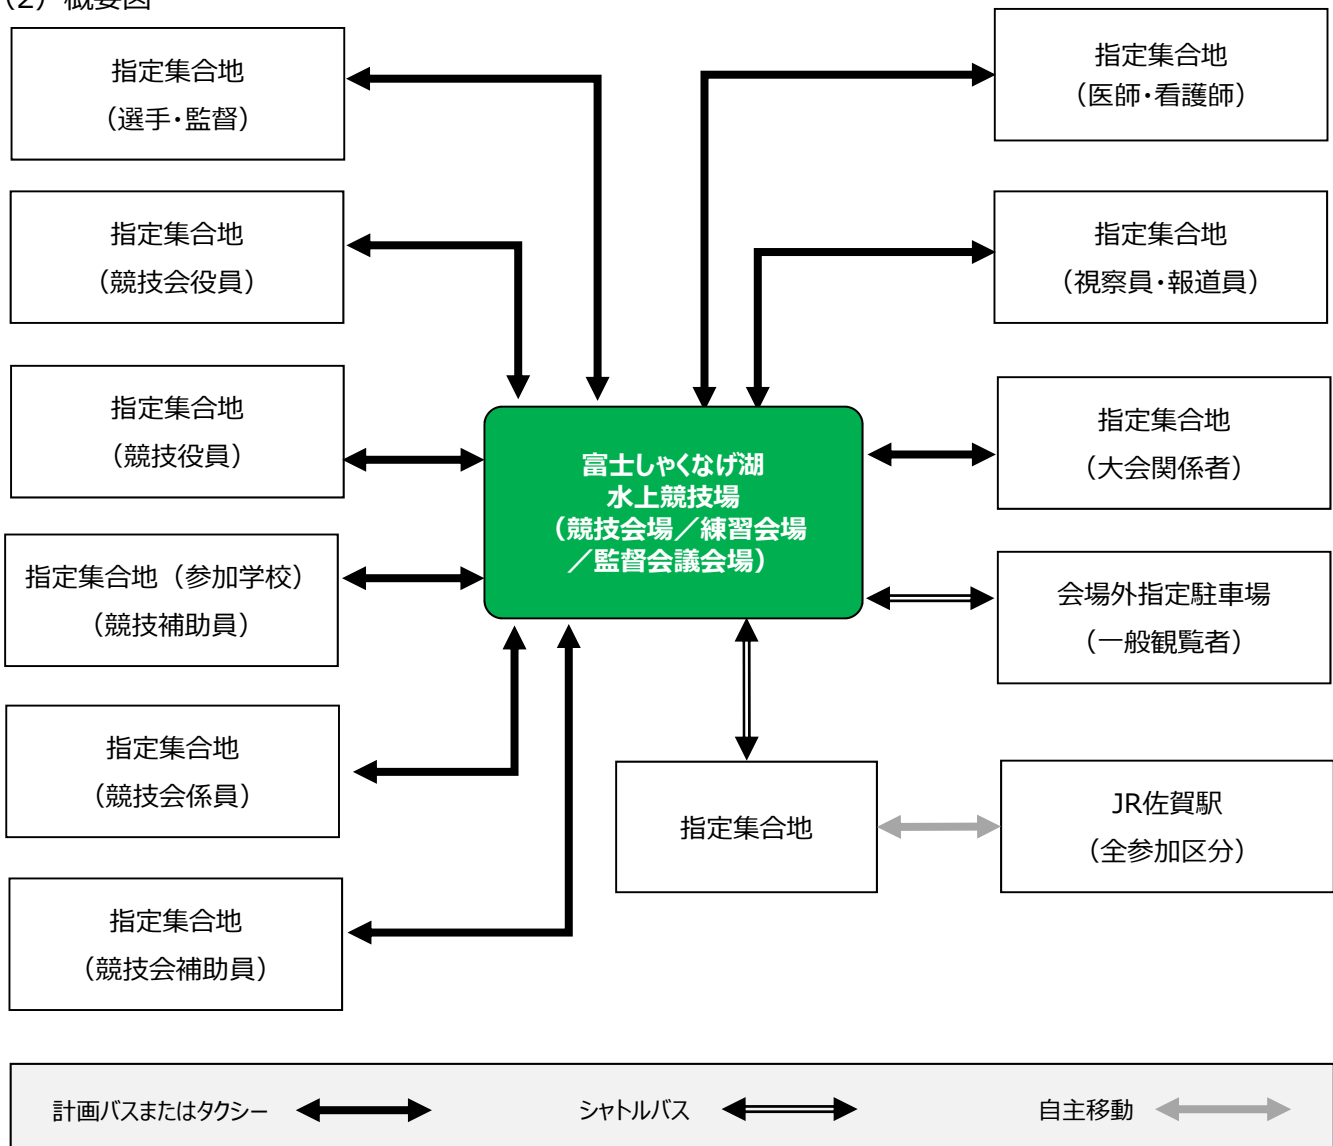 （2）概要図
指定集合地
（選手・監督）
指定集合地
（競技会役員）
指定集合地
（競技役員）
指定集合地（参加学校）
（競技補助員）
指定集合地
（競技会係員）
指定集合地
（競技会補助員）
富士しゃくなげ湖
水上競技場
（競技会場／練習会場
／監督会議会場）
指定集合地
指定集合地
（医師・看護師）
指定集合地
（視察員・報道員）
指定集合地
（大会関係者）
会場外指定駐車場
（一般観覧者）
JR佐賀駅
（全参加区分）
計画バスまたはタクシー
シャトルバス
自主移動